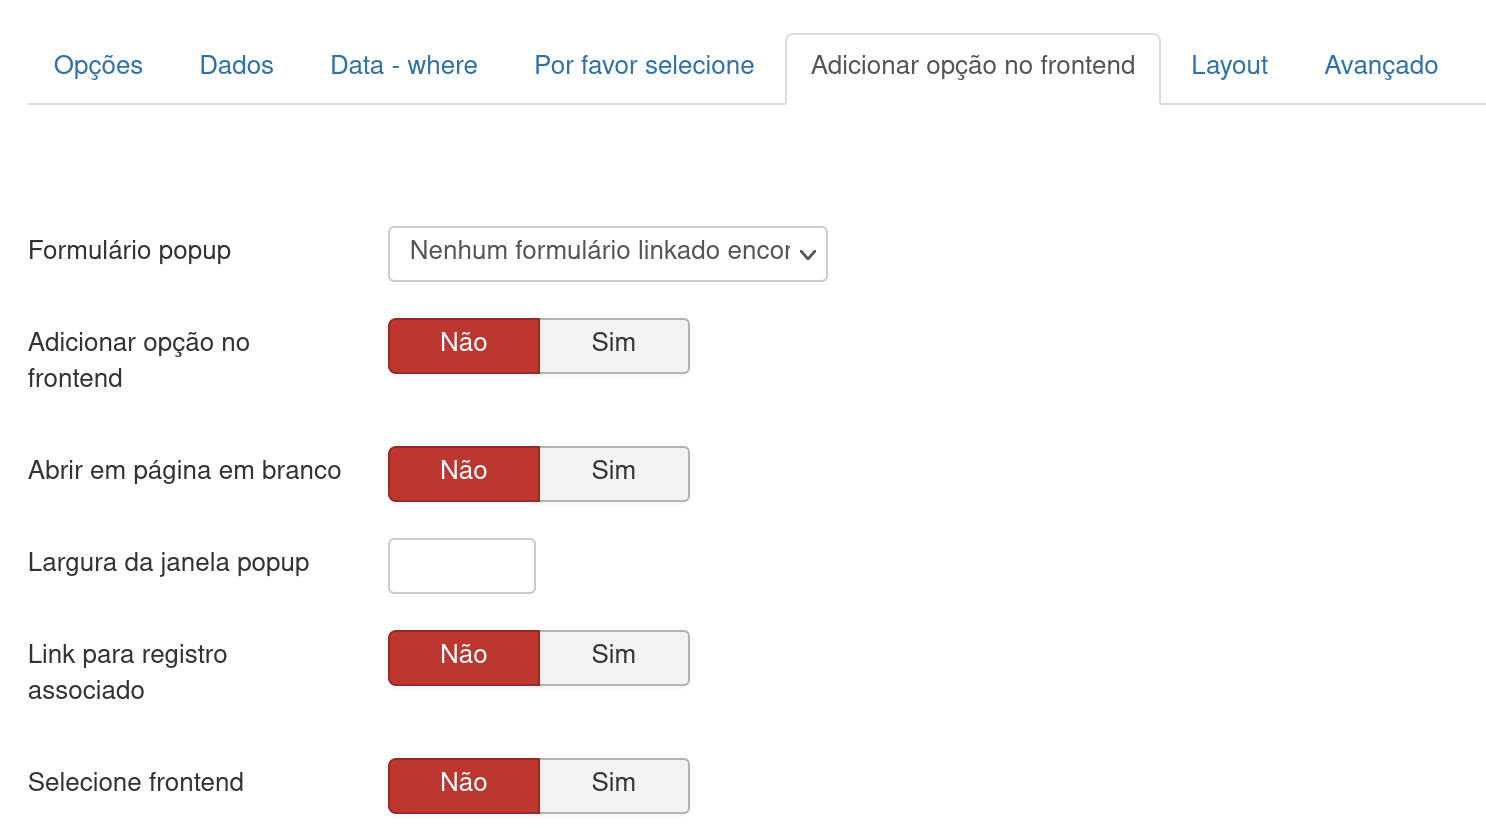 Opções Dados Data - where Por favor selecione Adicionar opção no frontend Layout Avançado
Formulário popup Nenhum formulário linkado encor
Adicionar opção no Não Sim
frontend
Abrir em página em branco Não Sim
Largura da janela popup
Link para registro Não Sim
associado
Selecione frontend Não Sim